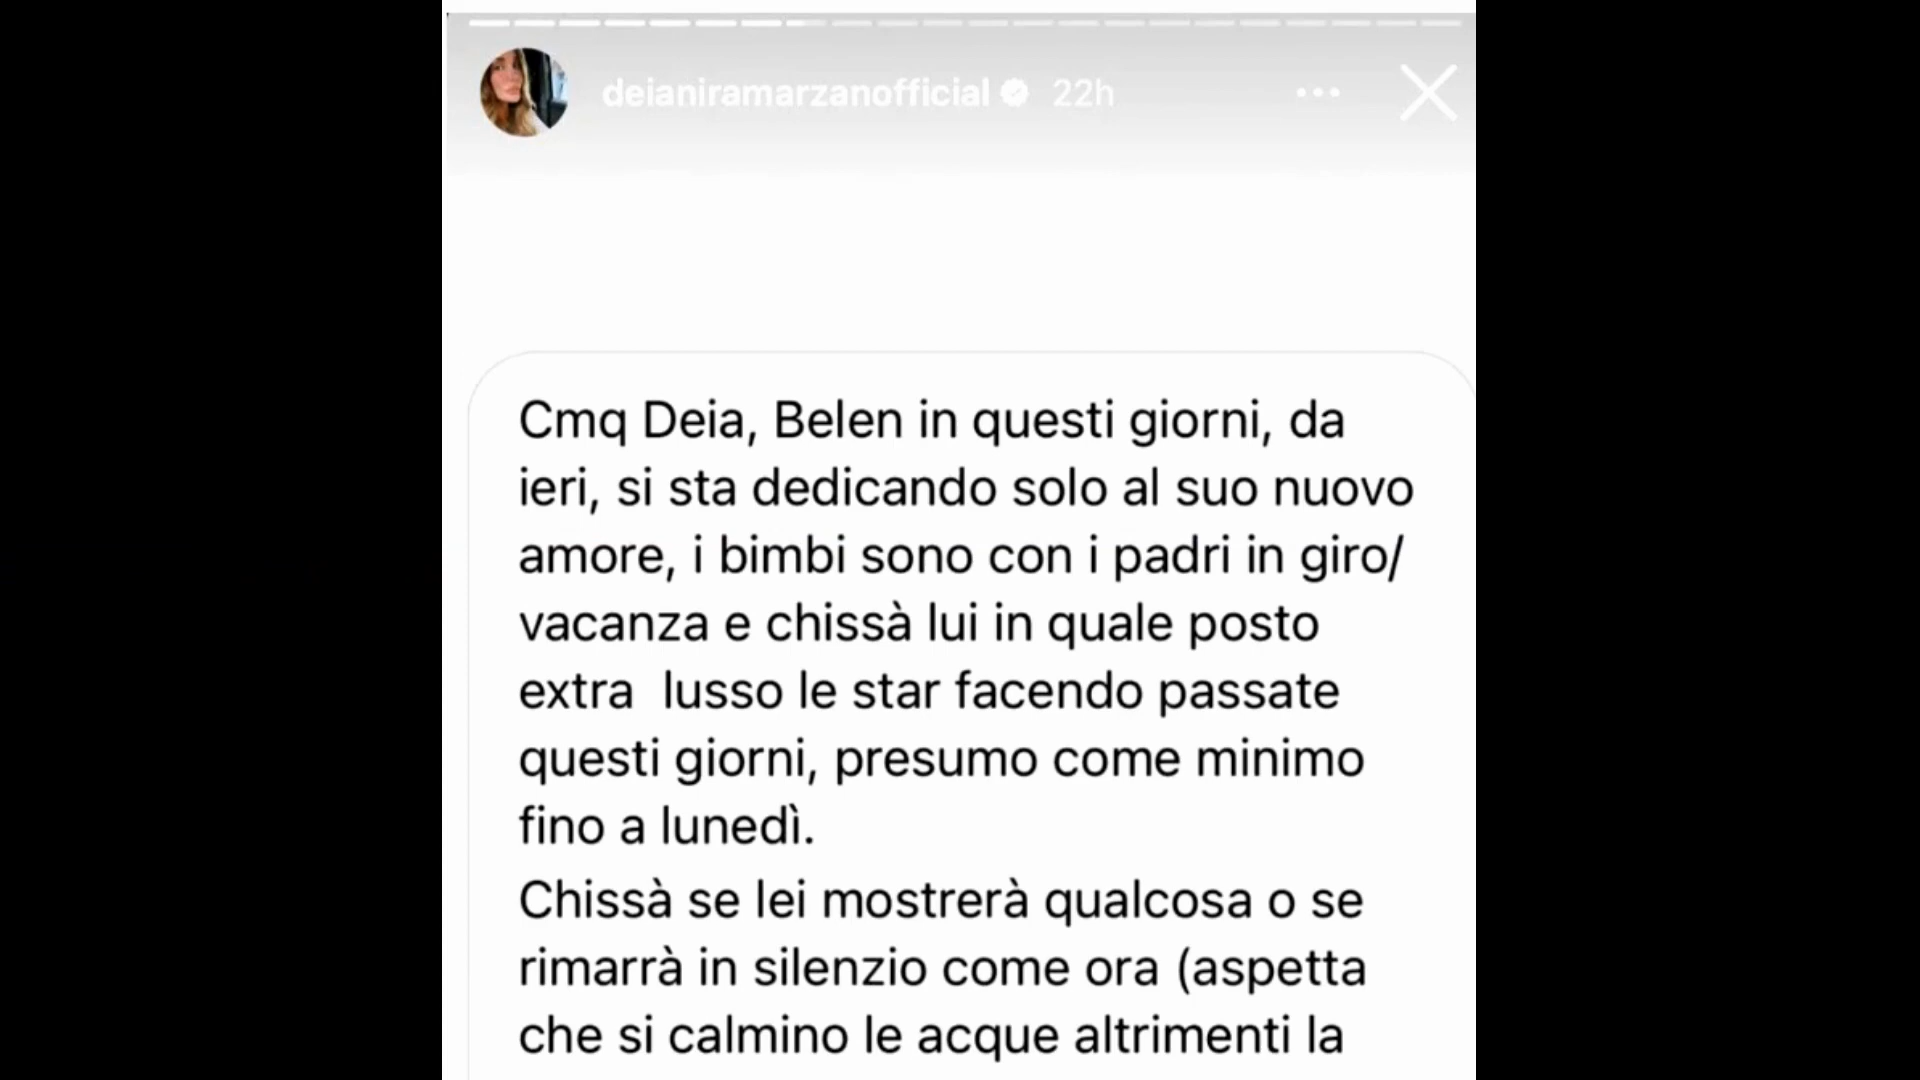 deianiramarzanofficial 22h
Cmq Deia, Belen in questi giorni, da
ieri, si sta dedicando solo al suo nuovo
amore, i bimbi sono con i padri in giro/
vacanza e chissà lui in quale posto
extra  lusso le star facendo passate
questi giorni, presumo come minimo
fino a lunedì.
Chissà se lei mostrerà qualcosa o se
rimarrà in silenzio come ora (aspetta
che si calmino le acque altrimenti la